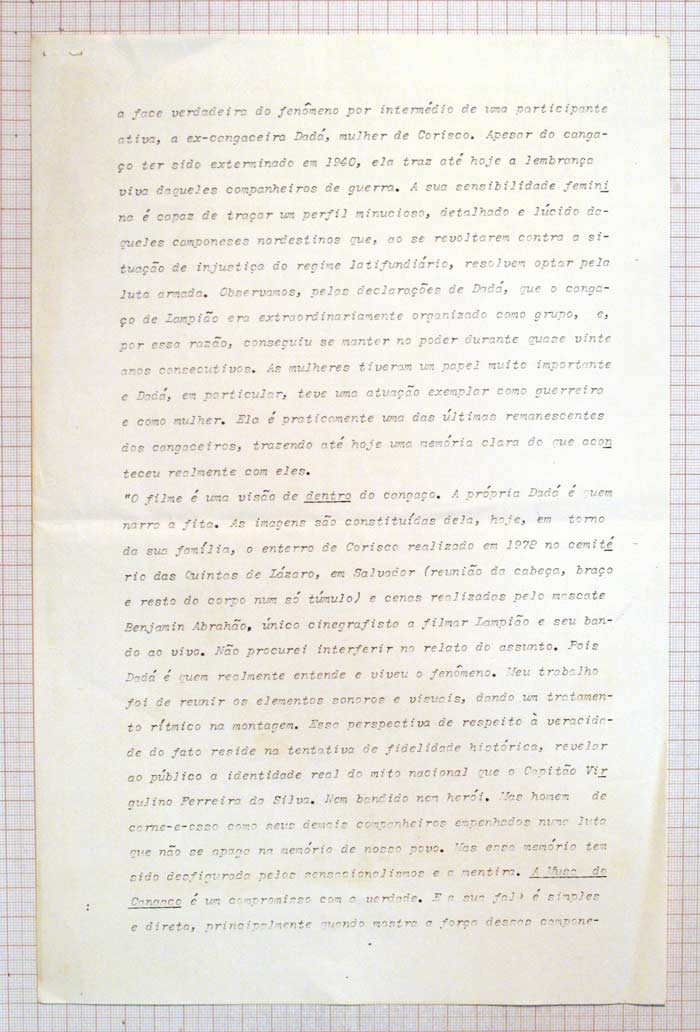 a face verdadeira do fenômeno por intermédio de uma participante
ativa, a ex-cangaceira Dadá, mulher de Corisco. Apesar do canga-
ço ter sido exterminado em 1940, ela traz até hoje a lembrança
viva daqueles companheiros de guerra. A sua sensibilidade femini
na é capaz de traçar um perfil minucioso, detalhado e lúcido da-
queles camponeses nordestinos que, ao se revoltarem contra a si-
tuação de injustiça do regime latifundiário, resolvem optar pela
luta armada. Observamos, pelas declarações de Dadá, que o canga-
ço de Lampião era extraordinariamente organizado como grupo, e,
por essa razão, conseguiu se manter no poder durante quase vinte
anos consecutivos. As mulheres tiveram um papel muito importante
e Dadá, em particular, teve uma atuação exemplar como guerreira
e como mulher. Ela é praticamente uma das últimas remanescentes
dos cangaceiros, trazendo até hoje uma memória clara do que acon
teceu realmente com eles.
"O filme é uma visão de dentro do cangaço. A própria Dadá é quem
narra a fita. As imagens são constituídas dela, hoje, em torno
da sua família, o enterro de Corisco realizado em 1972 no cemité
rio das Quintas de Lázaro, em Salvador (reunião da cabeça, braço
e resto do corpo num só túmulo) e cenas realizadas pelo mascate
Benjamin Abrahão, único cinegrafista a filmar Lampião e seu ban-
do ao vivo. Não procurei interferir no relato do assunto. Pois
Dadá é quem realmente entende e viveu o fenômeno. Meu trabalho
foi de reunir os elementos sonoros e visuais, dando um tratamen-
to rítmico na montagem. Essa perspectiva de respeito à veracida-
de do fato reside na tentativa de fidelidade histórica, revelar
ao público a identidade real do mito nacional que o Capitão Vir
gulino Ferreira da Silva. Nem bandido nem herói. Mas homem de
carne-e-osso como seus demais companheiros empenhados numa luta
que não se apaga na memória de nosso povo. Mas essa memória tem
sido desfigurada pelos sensacionalismos e a mentira. A Musa do
Cangaço é um compromisso com a verdade. E a sua fala é simples
e direta, principalmente quando mostra a força desses campone-